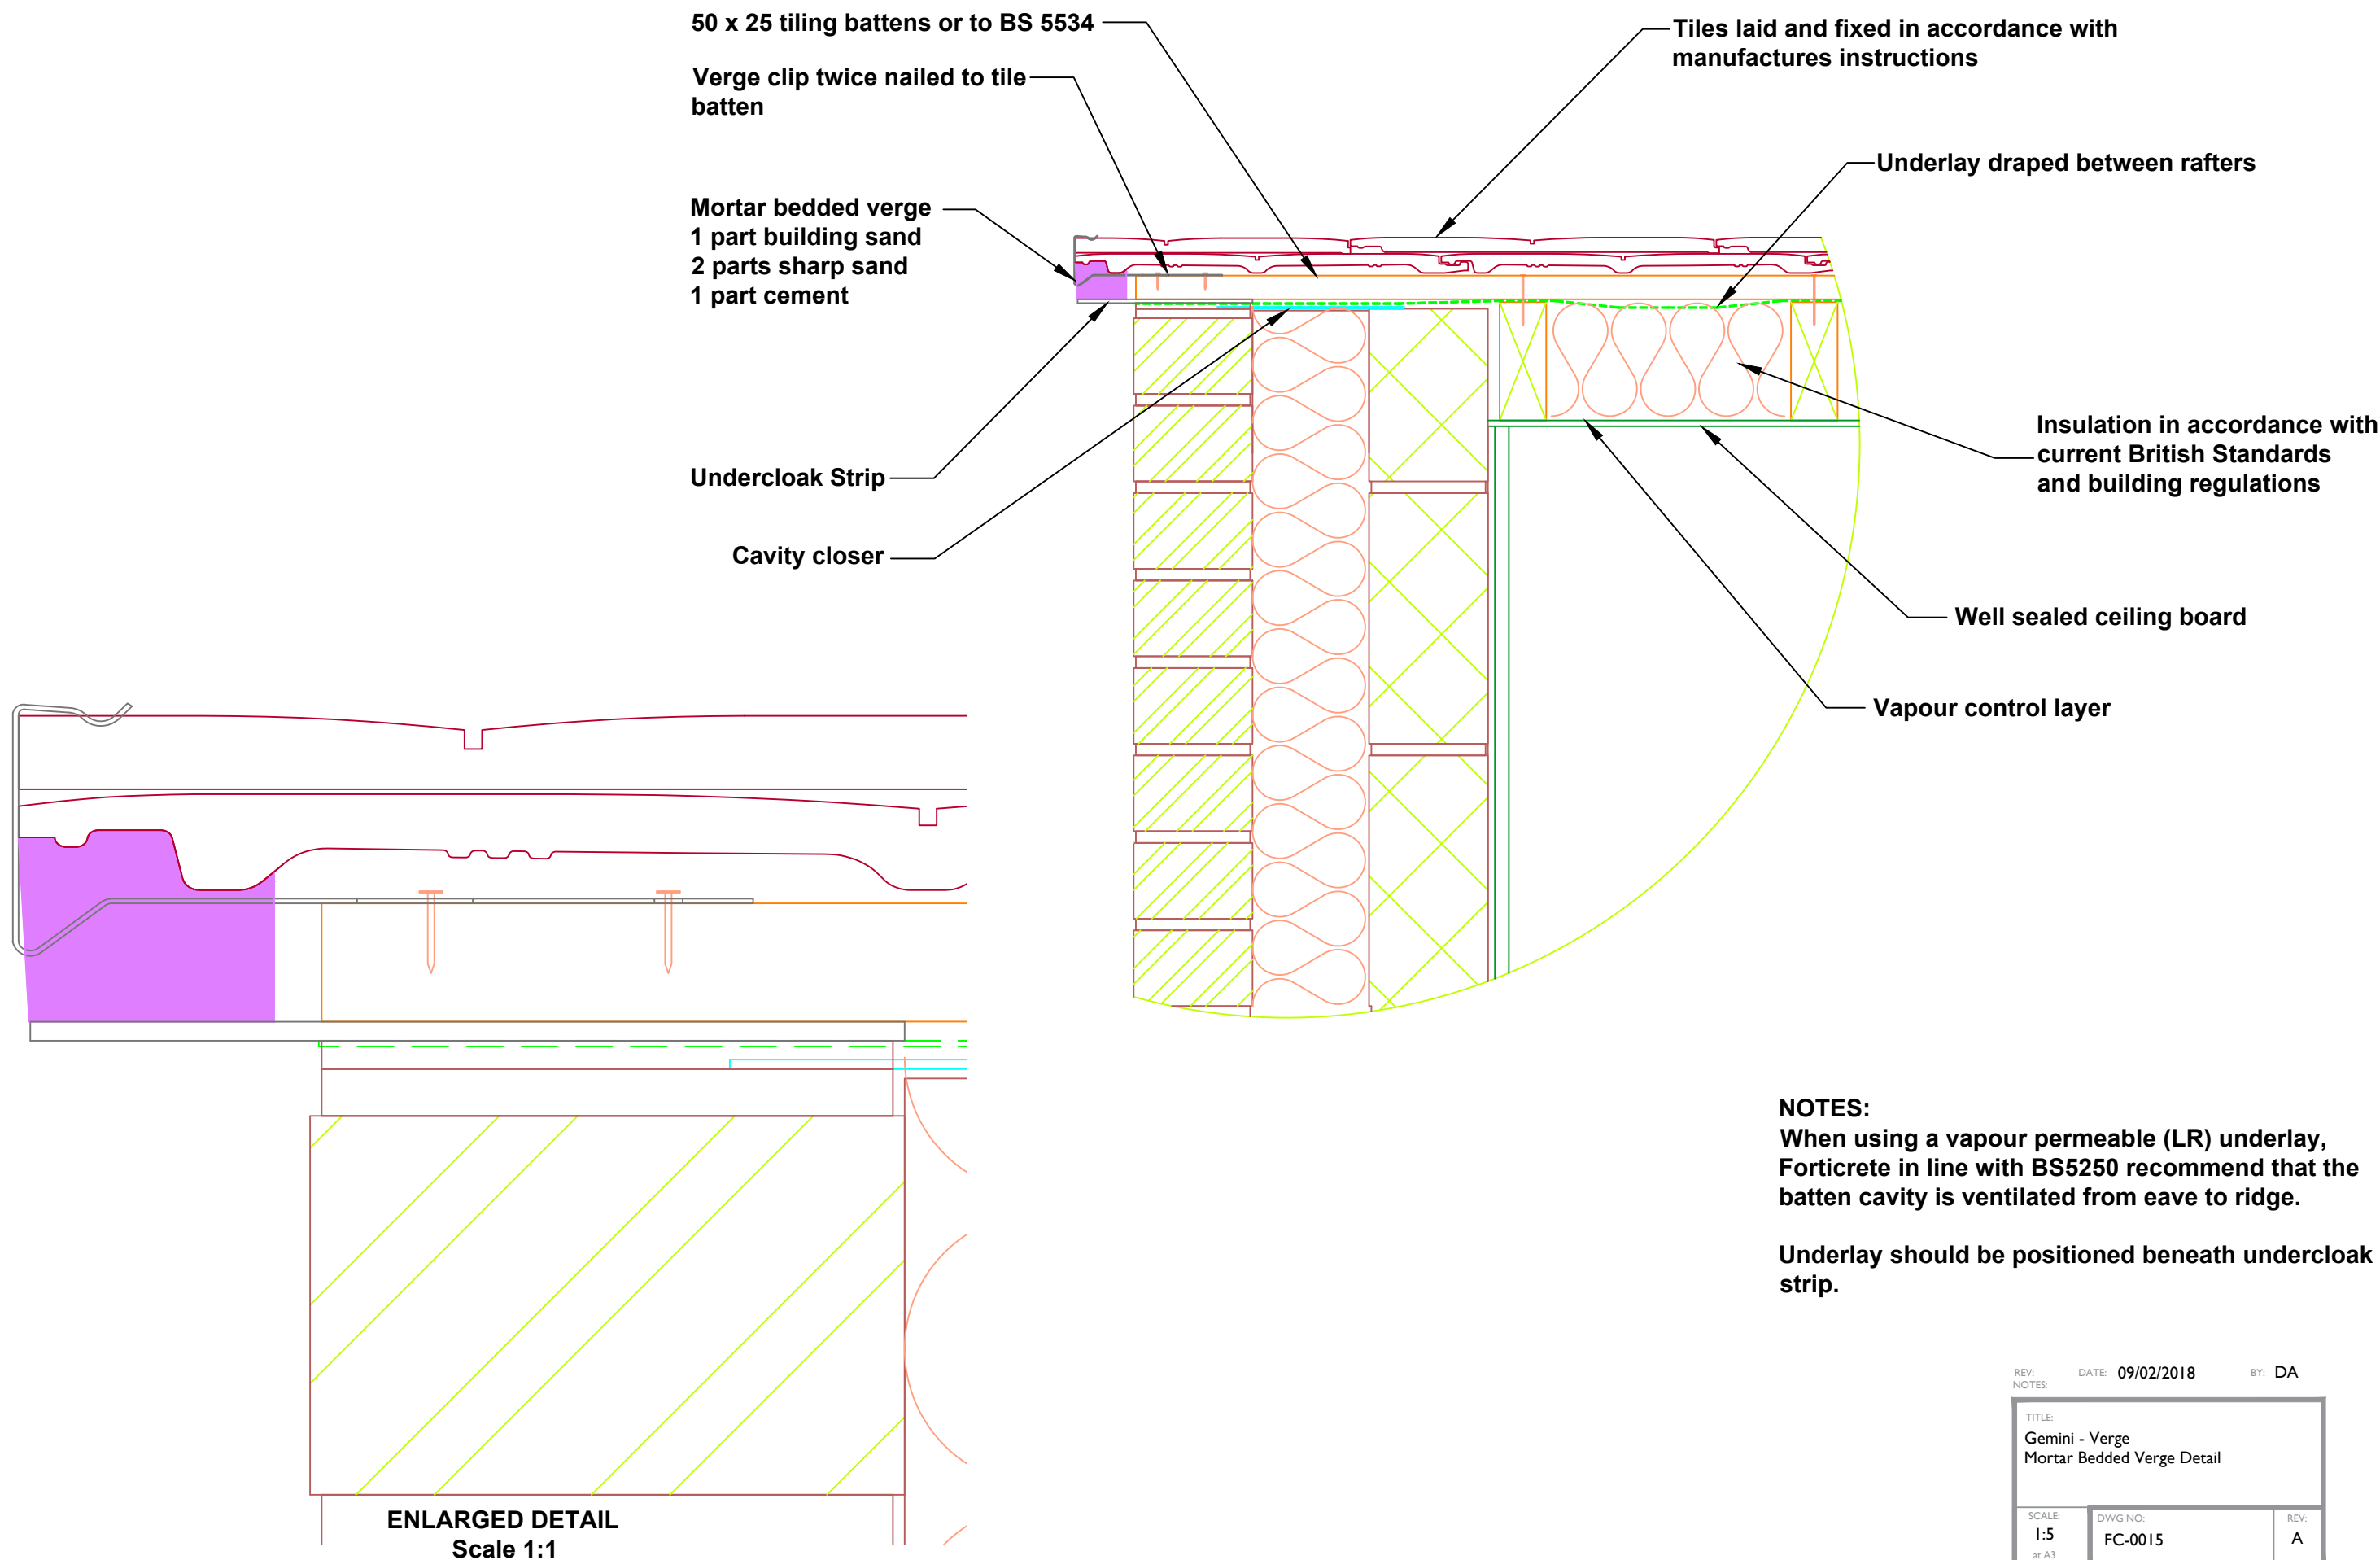 50 x 25 tiling battens or to BS 5534
Verge clip twice nailed to tile
batten
Mortar bedded verge
1 part building sand
2 parts sharp sand
1 part cement
Undercloak Strip
Cavity closer
Tiles laid and fixed in accordance with
manufactures instructions
Underlay draped between rafters
Insulation in accordance with
current British Standards
and building regulations
Well sealed ceiling board
Vapour control layer
ENLARGED DETAIL
Scale 1:1
NOTES:
When using a vapour permeable (LR) underlay,
Forticrete in line with BS5250 recommend that the
batten cavity is ventilated from eave to ridge.
Underlay should be positioned beneath undercloak
strip.
REV: DATE: 09/02/2018 BY: DA
NOTES:
TITLE:
Gemini - Verge
Mortar Bedded Verge Detail
SCALE: DWG NO: REV:
1:5 FC-0015 A
at A3